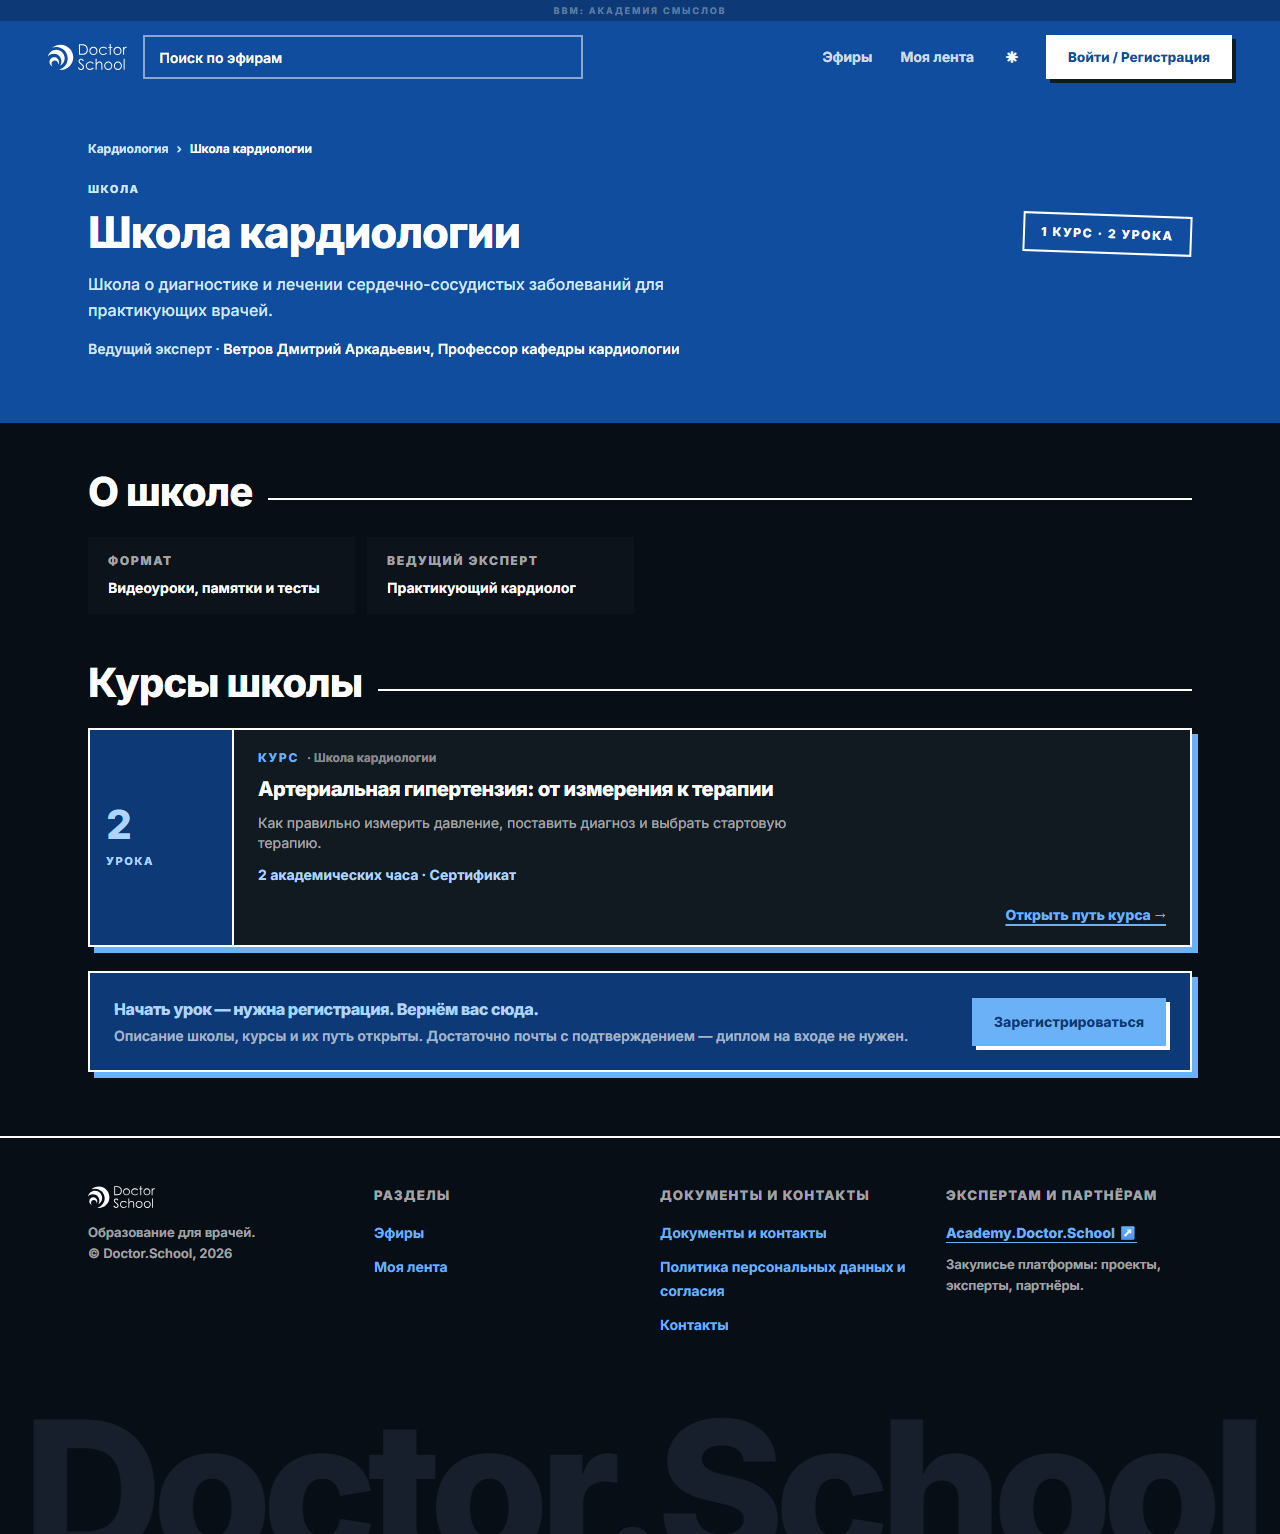 ВВМ: АКАДЕМИЯ СМЫСЛОВ
Doctor
School
Поиск по эфирам
Эфиры
Моя лента
Войти / Регистрация
Кардиология › Школа кардиологии
ШКОЛА
Школа кардиологии
1 КУРС · 2 УРОКА
Школа о диагностике и лечении сердечно-сосудистых заболеваний для
практикующих врачей.
Ведущий эксперт · Ветров Дмитрий Аркадьевич, Профессор кафедры кардиологии
О школе
ФОРМАТ
Видеоуроки, памятки и тесты
ВЕДУЩИЙ ЭКСПЕРТ
Практикующий кардиолог
Курсы школы
2
УРОКА
КУРС · Школа кардиологии
Артериальная гипертензия: от измерения к терапии
Как правильно измерить давление, поставить диагноз и выбрать стартовую
терапию.
2 академических часа · Сертификат
Открыть путь курса →
Начать урок — нужна регистрация. Вернём вас сюда.
Описание школы, курсы и их путь открыты. Достаточно почты с подтверждением — диплом на входе не нужен.
Зарегистрироваться
Doctor
School
Образование для врачей.
© Doctor.School, 2026
РАЗДЕЛЫ
Эфиры
Моя лента
ДОКУМЕНТЫ И КОНТАКТЫ
Документы и контакты
Политика персональных данных и
согласия
Контакты
ЭКСПЕРТАМ И ПАРТНЁРАМ
Academy.Doctor.School ↗
Закулисье платформы: проекты,
эксперты, партнёры.
Doctor.School